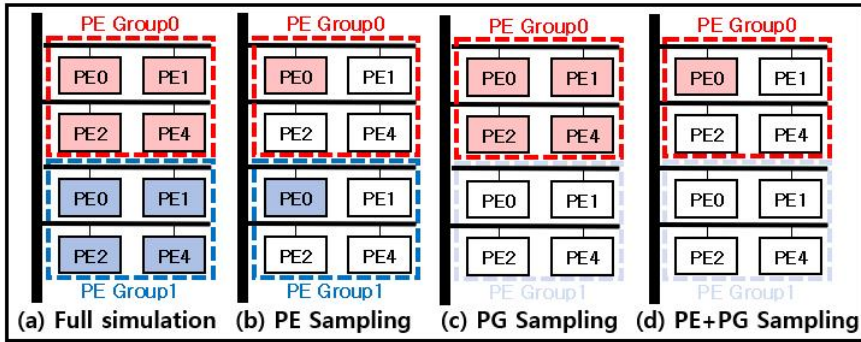 PE Group0 PE Group0 PE Group0 PE Group0
PE0 PE1 PE0 PE1 PE0 PE1 PE0 PE1
PE2 PE4 PE2 PE4 PE2 PE4 PE2 PE4
PE0 PE1 PE0 PE1 PE0 PE1 PE0 PE1
PE2 PE4 PE2 PE4 PE2 PE4 PE2 PE4
PE Group1 PE Group1 PE Group1 PE Group1
(a) Full simulation (b) PE Sampling (c) PG Sampling (d) PE+PG Sampling